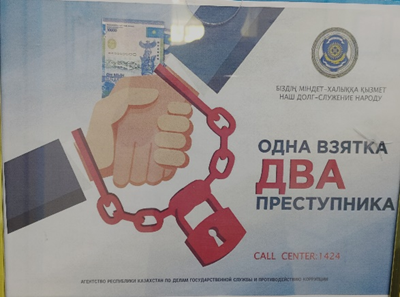 БІЗДІҢ МІНДЕТ-ХАЛЫҚҚА ҚЫЗМЕТ
НАШ ДОЛГ-СЛУЖЕНИЕ НАРОДУ
ОДНА ВЗЯТКА
ДВА
ПРЕСТУПНИКА
CALL CENTER:1424
АГЕНТСТВО РЕСПУБЛИКИ КАЗАХСТАНА ПО ДЕЛАМ ГОСУДАРСТВЕННОЙ СЛУЖБЫ И ПРОТИВОДЕЙСТВИЮ КОРРУПЦИИ